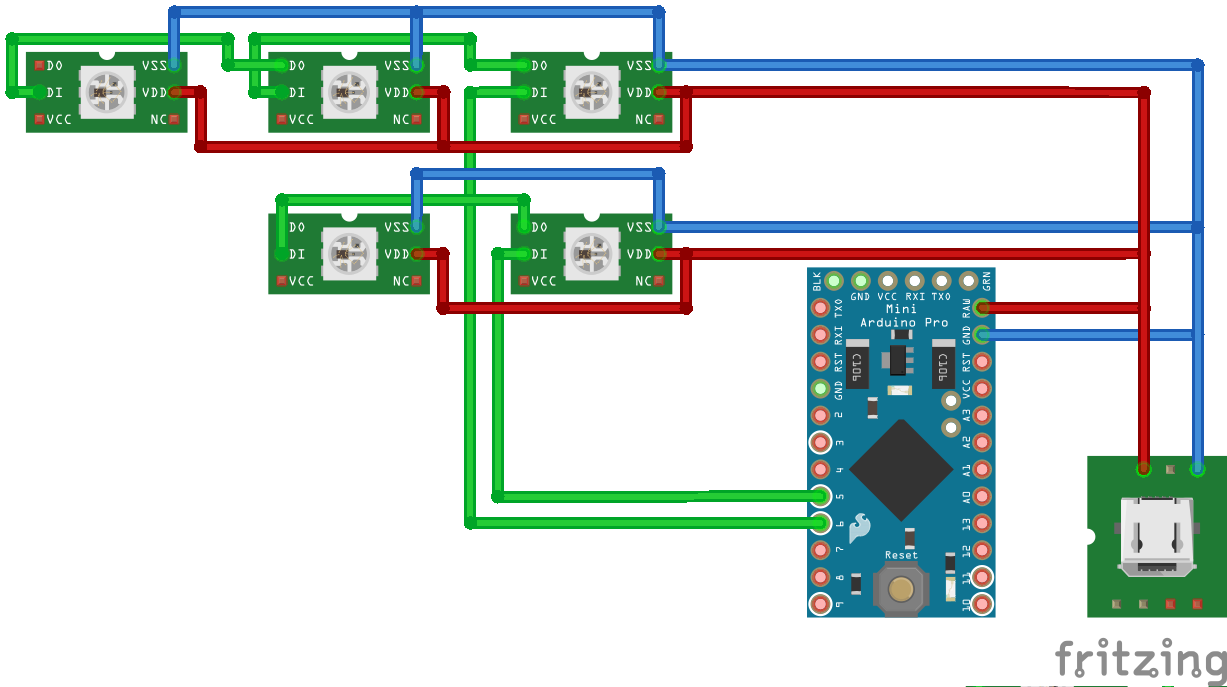 DO VSS DO VSS DO VSS
DI VDD DI VDD DI VDD
VCC NC VCC NC VCC NC
DO VSS DO VSS
DI VDD DI VDD
VCC NC VCC NC
BLK GND VCC RXI TXO GRN
Mini
Arduino Pro
TXO
RXI
RST
GND
2
3
4
5
6
7
8
9
RAW
GND
RST
VCC
A3
A2
A1
A0
13
12
11
10
C10P
C10P
Reset
fritzing